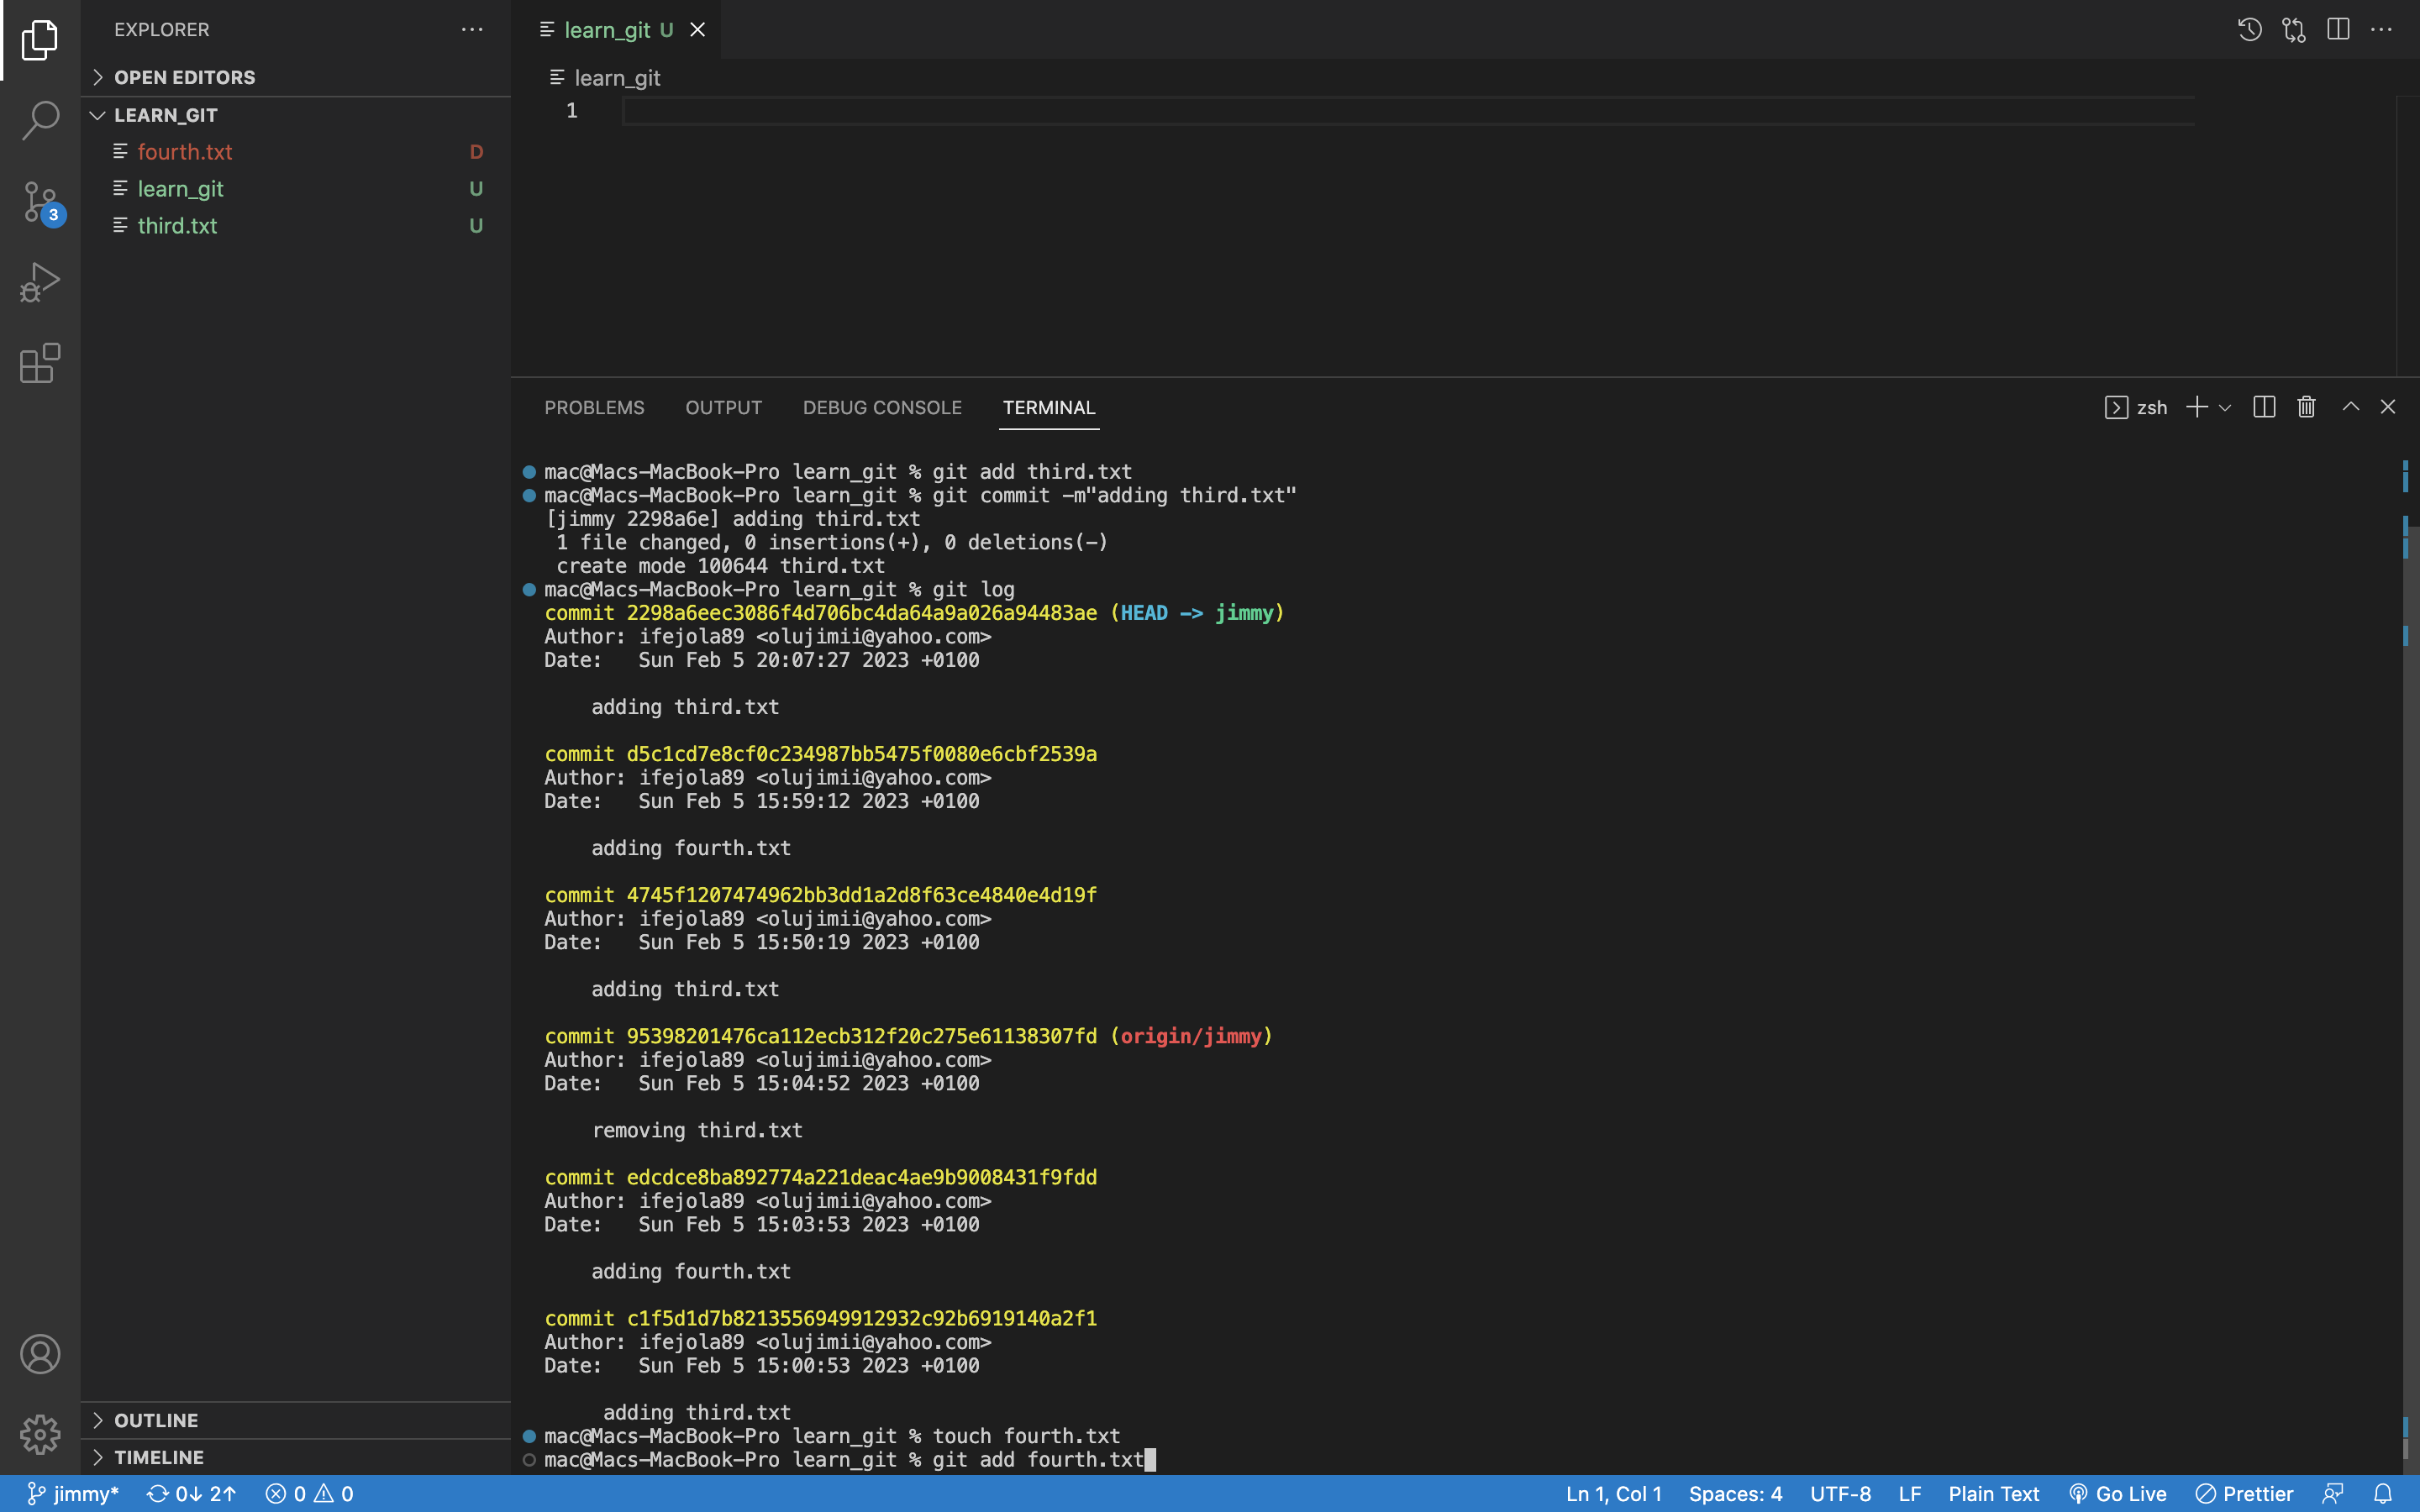 EXPLORER
OPEN EDITORS
LEARN_GIT
fourth.txt D
learn_git U
third.txt U
3
OUTLINE
TIMELINE
learn_git U
learn_git
1
PROBLEMS OUTPUT DEBUG CONSOLE TERMINAL
zsh
mac@Macs-MacBook-Pro learn_git % git add third.txt
mac@Macs-MacBook-Pro learn_git % git commit -m"adding third.txt"
[jimmy 2298a6e] adding third.txt
1 file changed, 0 insertions(+), 0 deletions(-)
create mode 100644 third.txt
mac@Macs-MacBook-Pro learn_git % git log
commit 2298a6eec3086f4d706bc4da64a9a026a94483ae (HEAD -> jimmy)
Author: ifejola89 <olujimii@yahoo.com>
Date:   Sun Feb 5 20:07:27 2023 +0100
adding third.txt
commit d5c1cd7e8cf0c234987bb5475f0080e6cbf2539a
Author: ifejola89 <olujimii@yahoo.com>
Date:   Sun Feb 5 15:59:12 2023 +0100
adding fourth.txt
commit 4745f1207474962bb3dd1a2d8f63ce4840e4d19f
Author: ifejola89 <olujimii@yahoo.com>
Date:   Sun Feb 5 15:50:19 2023 +0100
adding third.txt
commit 95398201476ca112ecb312f20c275e61138307fd (origin/jimmy)
Author: ifejola89 <olujimii@yahoo.com>
Date:   Sun Feb 5 15:04:52 2023 +0100
removing third.txt
commit edcdce8ba892774a221deac4ae9b9008431f9fdd
Author: ifejola89 <olujimii@yahoo.com>
Date:   Sun Feb 5 15:03:53 2023 +0100
adding fourth.txt
commit c1f5d1d7b8213556949912932c92b6919140a2f1
Author: ifejola89 <olujimii@yahoo.com>
Date:   Sun Feb 5 15:00:53 2023 +0100
adding third.txt
mac@Macs-MacBook-Pro learn_git % touch fourth.txt
mac@Macs-MacBook-Pro learn_git % git add fourth.txt
jimmy* 0↓ 2↑ 0 0 Ln 1, Col 1 Spaces: 4 UTF-8 LF Plain Text Go Live Prettier